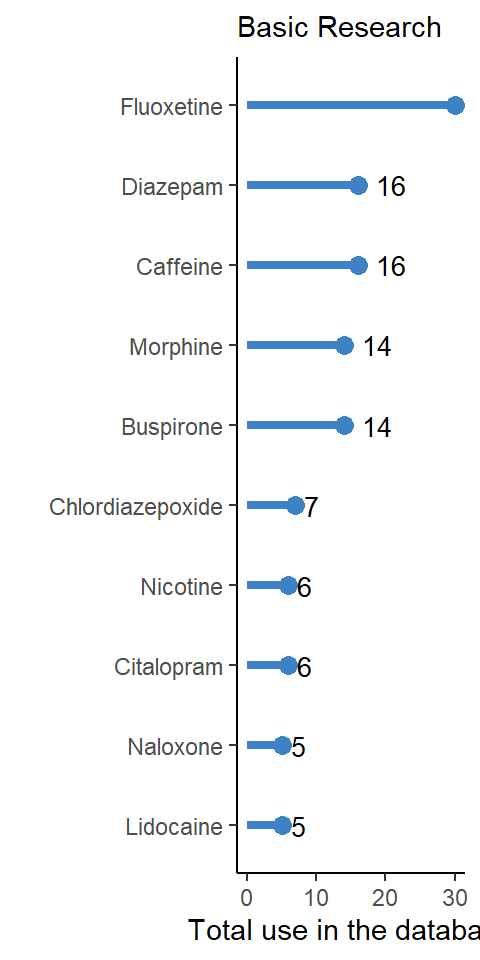 Basic Research
Fluoxetine
Diazepam 16
Caffeine 16
Morphine 14
Buspirone 14
Chlordiazepoxide 7
Nicotine 6
Citalopram 6
Naloxone 5
Lidocaine 5
0 10 20 30
Total use in the databa